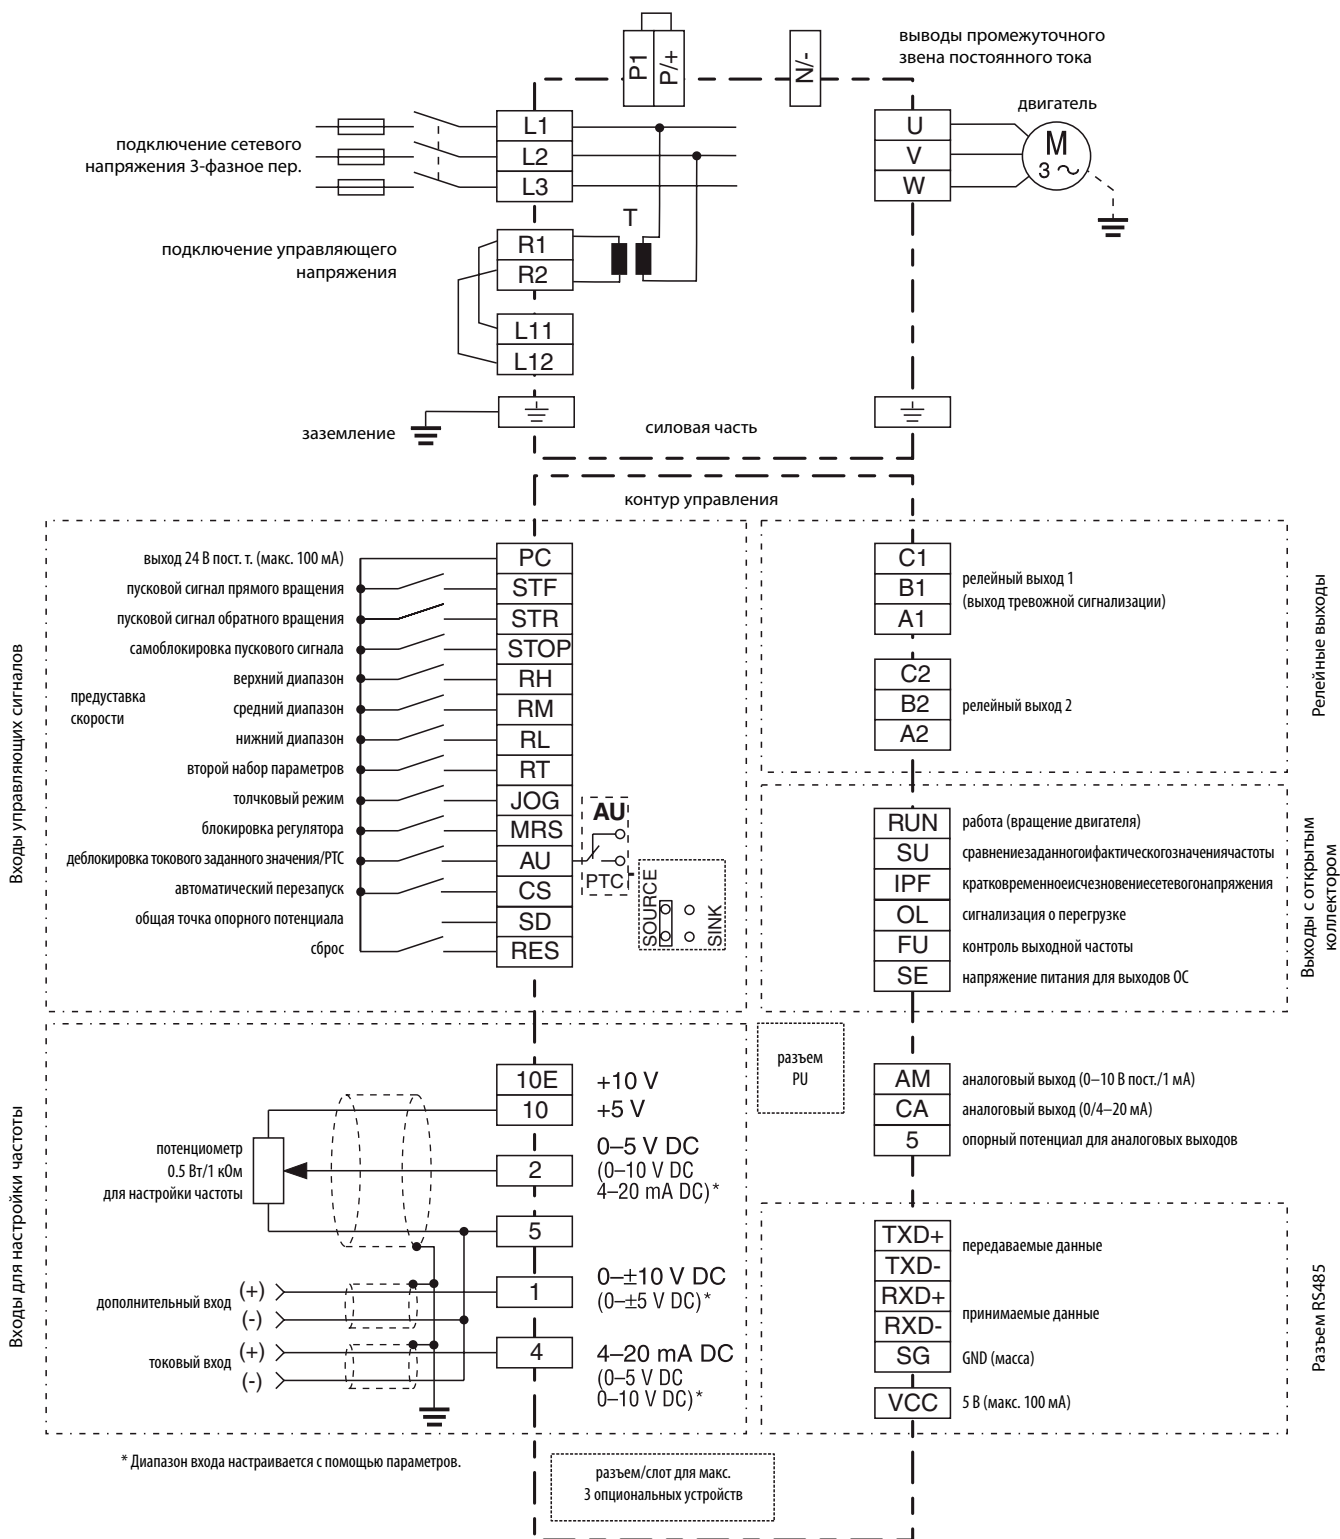 выводы промежуточного
звена постоянного тока
P1
P/+
N/-
двигатель
подключение сетевого
напряжения 3-фазное пер.
L1
L2
L3
U
V
W
M
3 ~
подключение управляющего
напряжения
R1
R2
T
L11
L12
заземление
силовая часть
контур управления
Входы управляющих сигналов
выход 24 В пост. т. (макс. 100 мА)
PC
пусковой сигнал прямого вращения
STF
пусковой сигнал обратного вращения
STR
самоблокировка пускового сигнала
STOP
предуставка
скорости
верхний диапазон
RH
средний диапазон
RM
нижний диапазон
RL
второй набор параметров
RT
толчковый режим
JOG
блокировка регулятора
MRS
деблокировка токового заданного значения/PTC
AU
автоматический перезапуск
CS
общая точка опорного потенциала
SD
сброс
RES
AU
PTC
SOURCE
SINK
C1
B1
A1
релейный выход 1
(выход тревожной сигнализации)
C2
B2
A2
релейный выход 2
Релейные выходы
RUN
работа (вращение двигателя)
SU
сравнениезаданногоифактическогозначениячастоты
IPF
кратковременноеисчезновениесетевогонапряжения
OL
сигнализация о перегрузке
FU
контроль выходной частоты
SE
напряжение питания для выходов ОС
Выходы с открытым
коллектором
Входы для настройки частоты
10E
+10 V
10
+5 V
потенциометр
0.5 Вт/1 кОм
для настройки частоты
2
0–5 V DC
(0–10 V DC
4–20 mA DC)*
5
дополнительный вход
(+)
(-)
1
0–±10 V DC
(0–±5 V DC)*
токовый вход
(+)
(-)
4
4–20 mA DC
(0–5 V DC
0–10 V DC)*
разъем
PU
AM
аналоговый выход (0–10 В пост./1 мА)
CA
аналоговый выход (0/4–20 мА)
5
опорный потенциал для аналоговых выходов
TXD+
TXD-
передаваемые данные
RXD+
RXD-
принимаемые данные
SG
GND (масса)
VCC
5 В (макс. 100 мА)
Разъем RS485
* Диапазон входа настраивается с помощью параметров.
разъем/слот для макс.
3 опциональных устройств